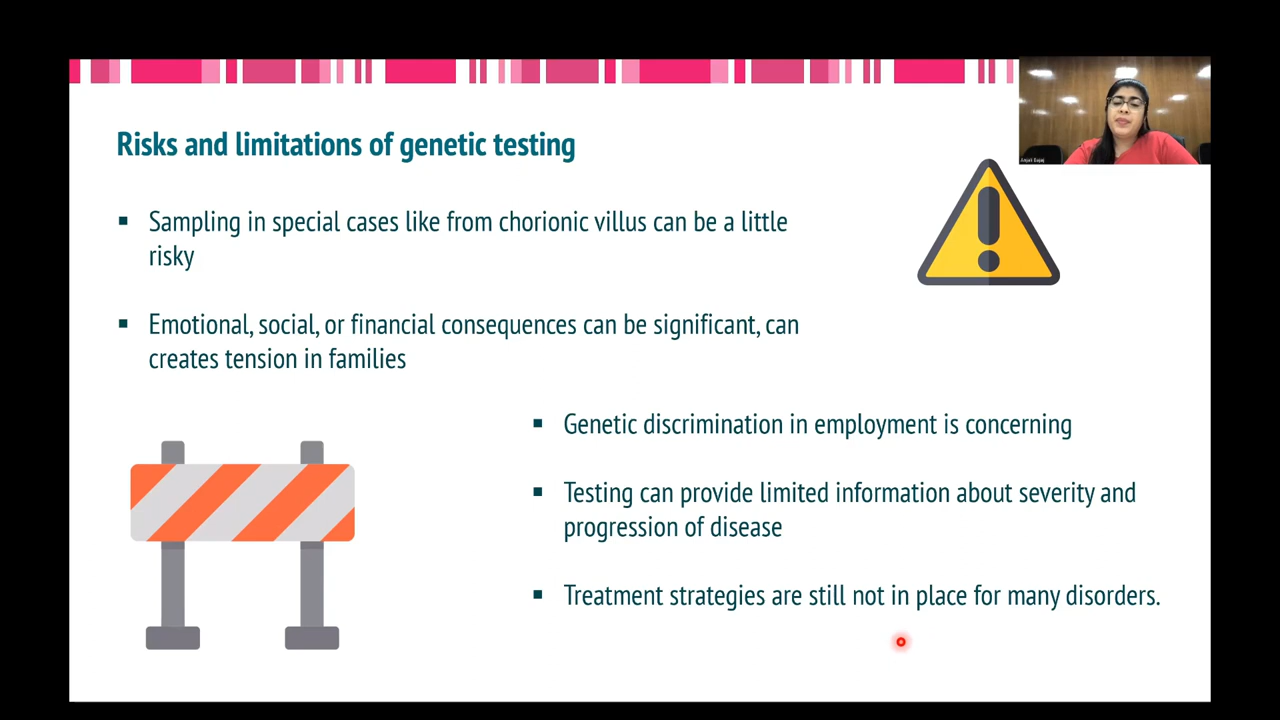 Risks and limitations of genetic testing
▪ Sampling in special cases like from chorionic villus can be a little
risky
▪ Emotional, social, or financial consequences can be significant, can
creates tension in families
▪ Genetic discrimination in employment is concerning
▪ Testing can provide limited information about severity and
progression of disease
▪ Treatment strategies are still not in place for many disorders.
Anjali Bajaj